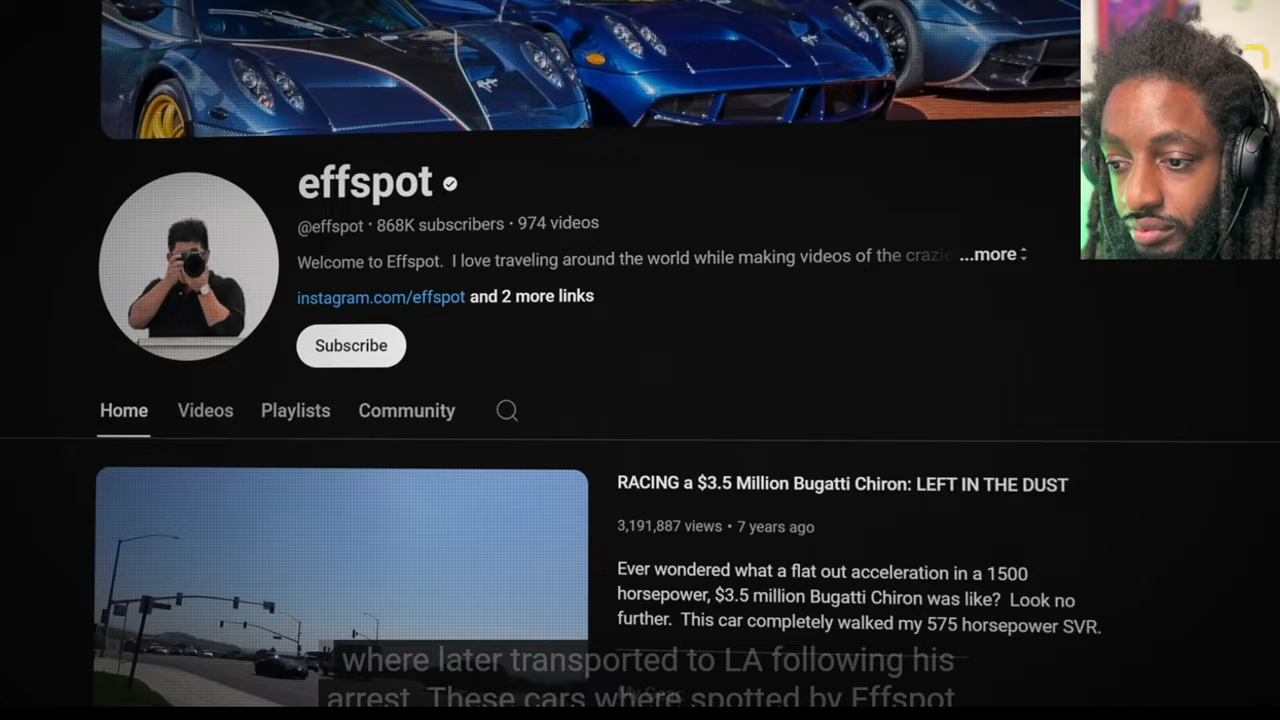 effspot
@effspot · 868K subscribers · 974 videos
Welcome to Effspot. I love traveling around the world while making videos of the crazie ...more
instagram.com/effspot and 2 more links
Subscribe
Home Videos Playlists Community
RACING a $3.5 Million Bugatti Chiron: LEFT IN THE DUST
3,191,887 views • 7 years ago
Ever wondered what a flat out acceleration in a 1500
horsepower, $3.5 million Bugatti Chiron was like? Look no
further. This car completely walked my 575 horsepower SVR.
where later transported to LA following his
arrest. These cars where spotted by Effspot